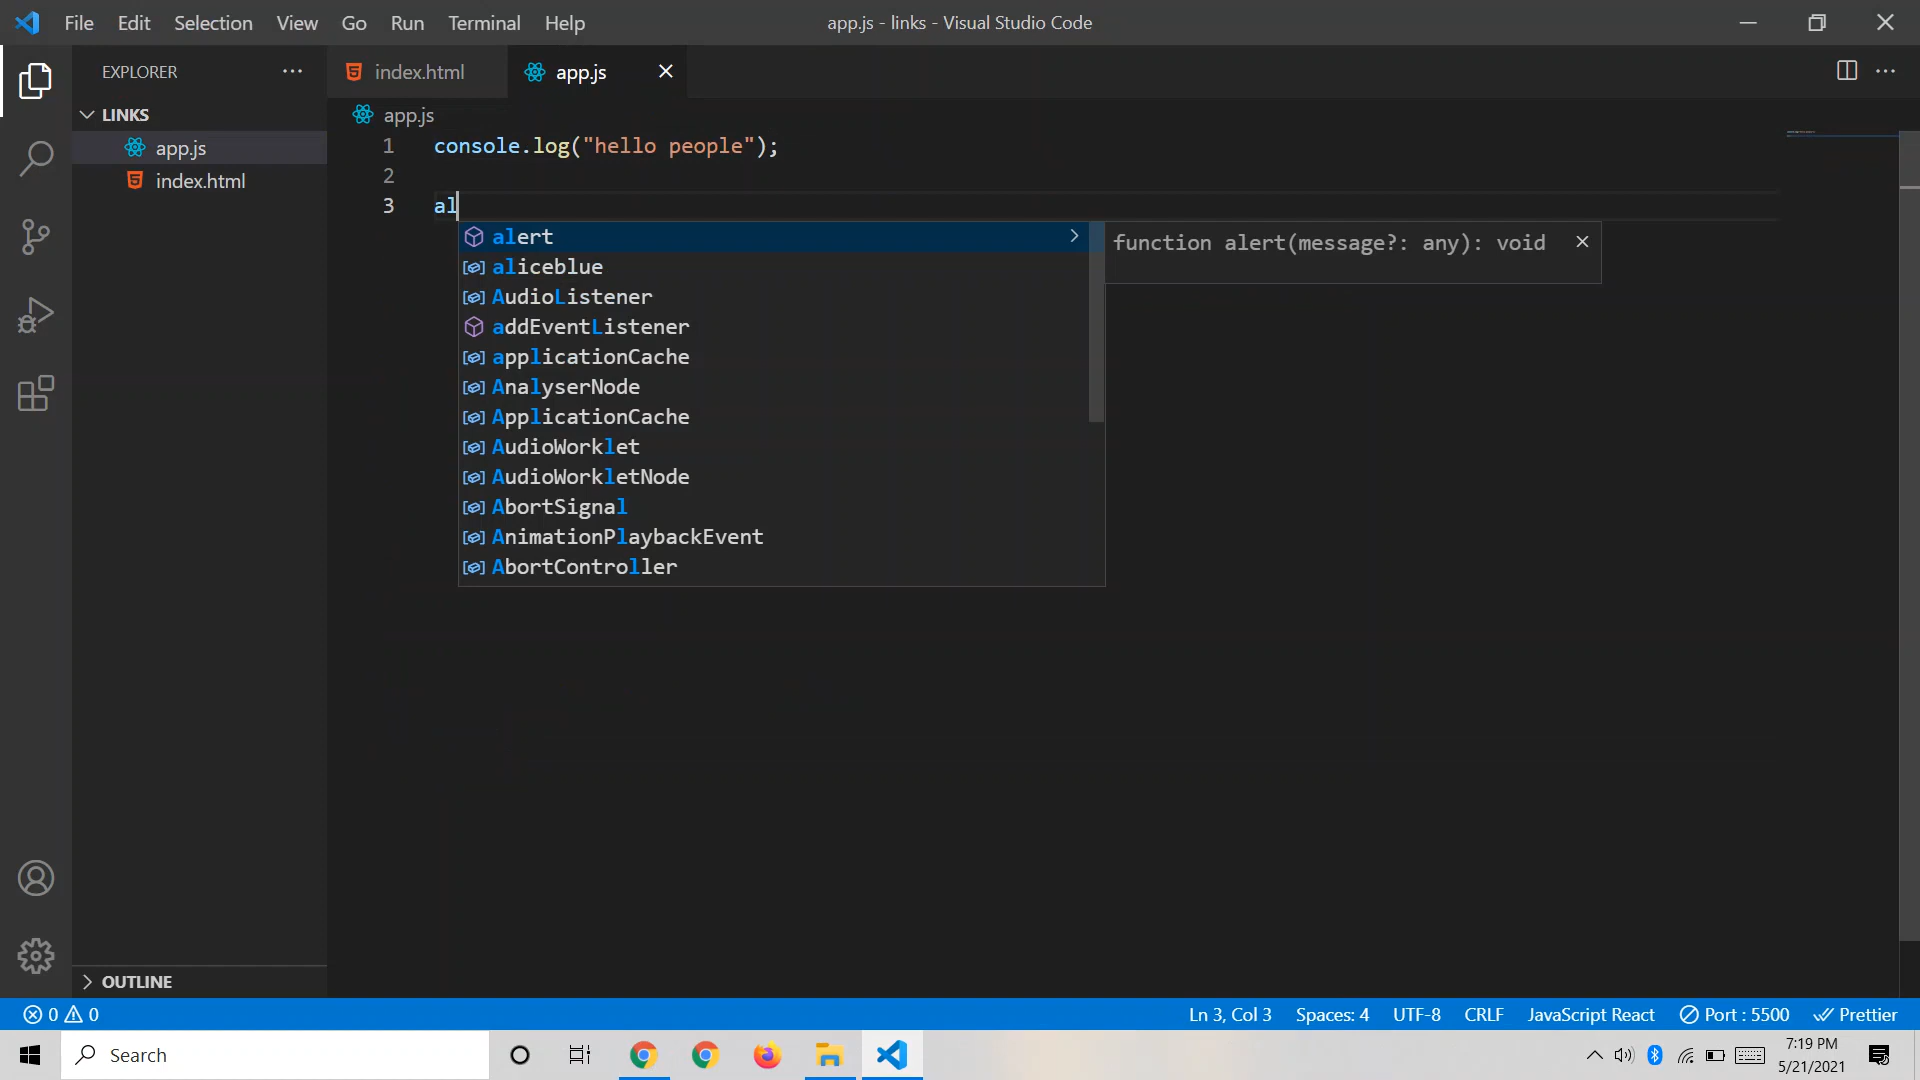 File Edit Selection View Go Run Terminal Help
app.js - links - Visual Studio Code
EXPLORER
LINKS
app.js
index.html
OUTLINE
index.html
app.js
app.js
1 console.log("hello people");
2
3 al
alert
aliceblue
AudioListener
addEventListener
applicationCache
AnalyserNode
ApplicationCache
AudioWorklet
AudioWorkletNode
AbortSignal
AnimationPlaybackEvent
AbortController
function alert(message?: any): void
0 0
Ln 3, Col 3 Spaces: 4 UTF-8 CRLF JavaScript React Port : 5500 Prettier
Search
7:19 PM
5/21/2021